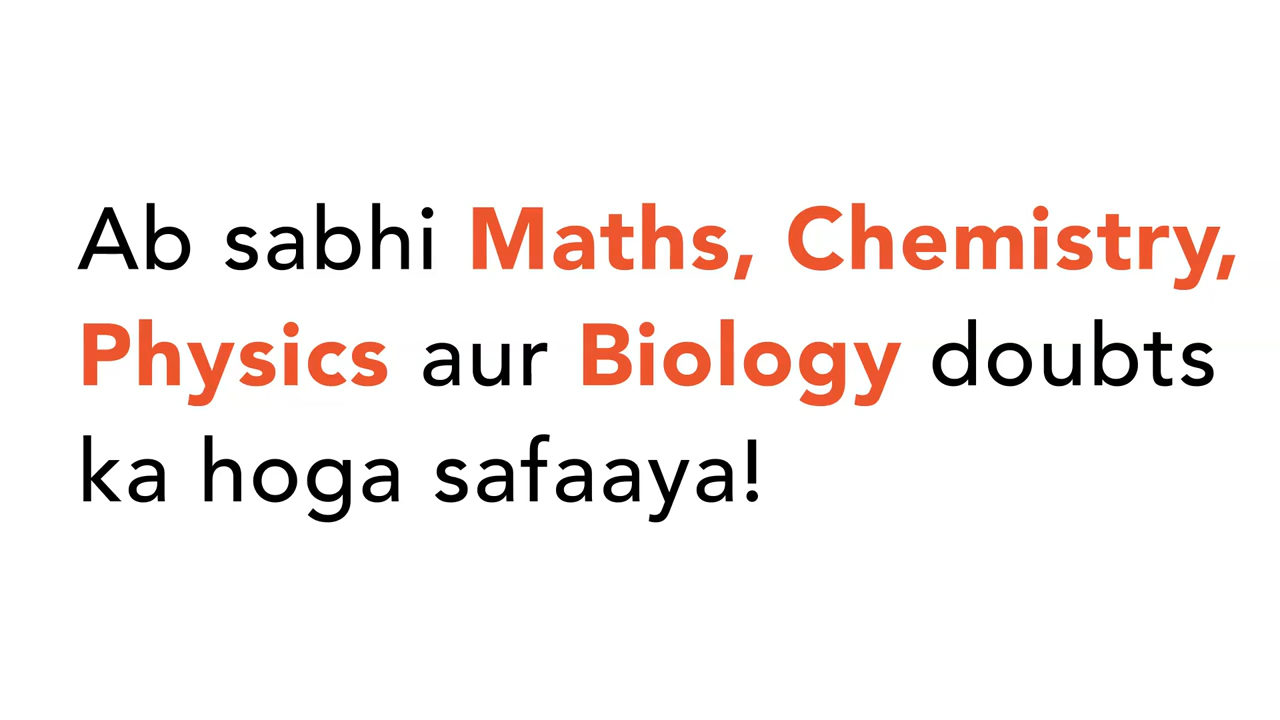 Ab sabhi Maths, Chemistry,
Physics aur Biology doubts
ka hoga safaaya!